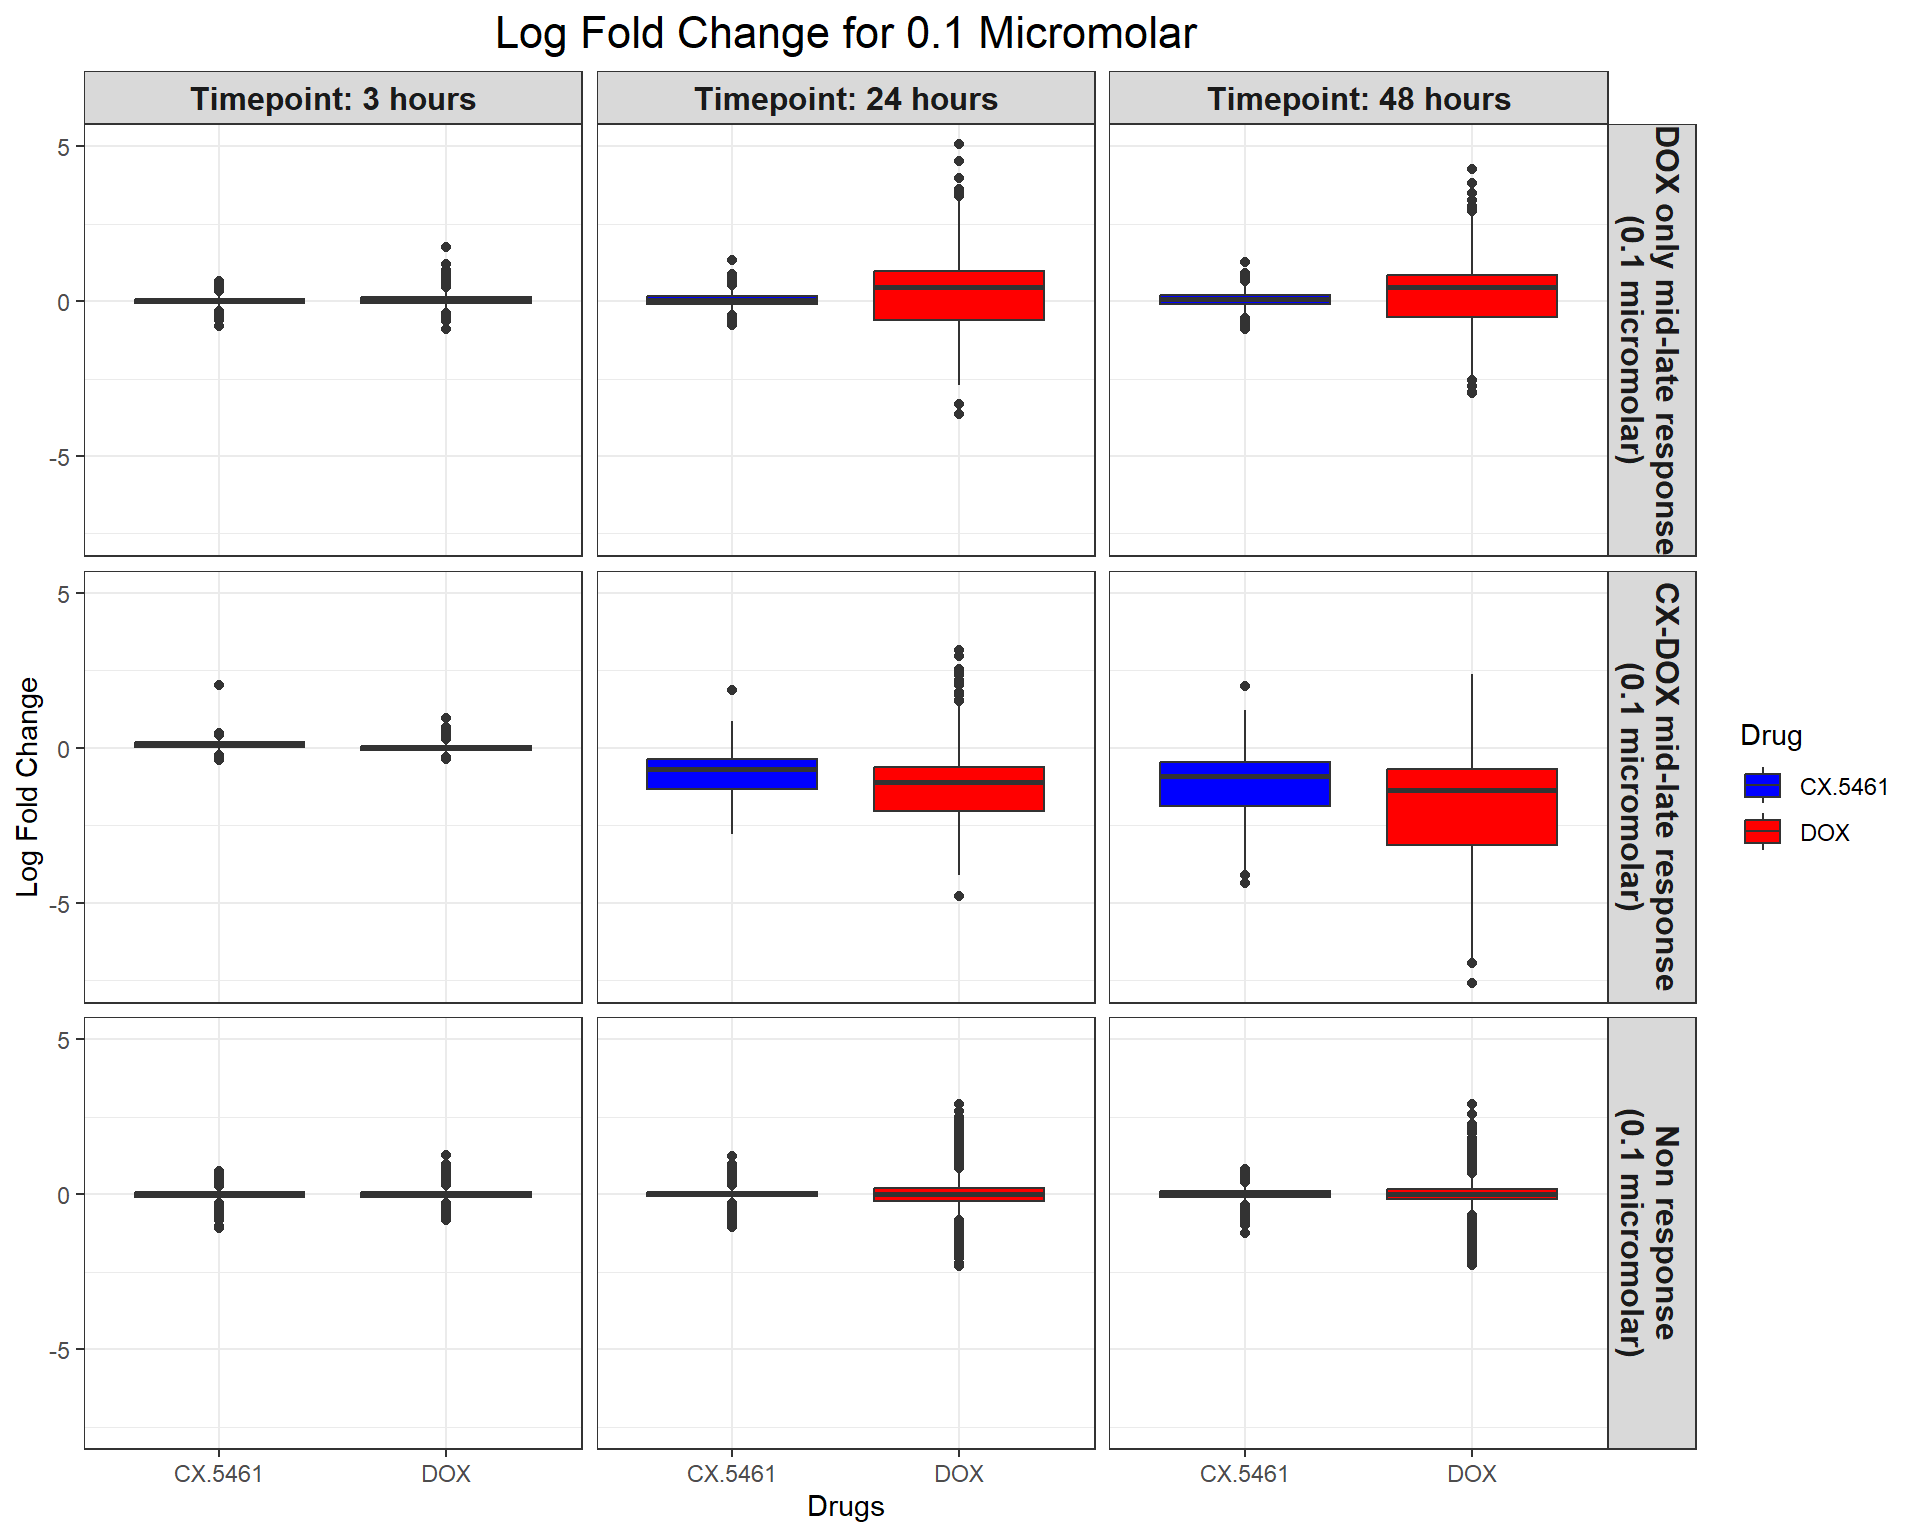 Log Fold Change for 0.1 Micromolar
Timepoint: 3 hours
Timepoint: 24 hours
Timepoint: 48 hours
5
0
-5
DOX only mid-late response
(0.1 micromolar)
5
0
-5
CX-DOX mid-late response
(0.1 micromolar)
5
0
-5
Non response
(0.1 micromolar)
Log Fold Change
CX.5461
DOX
CX.5461
DOX
CX.5461
DOX
Drugs
Drug
CX.5461
DOX